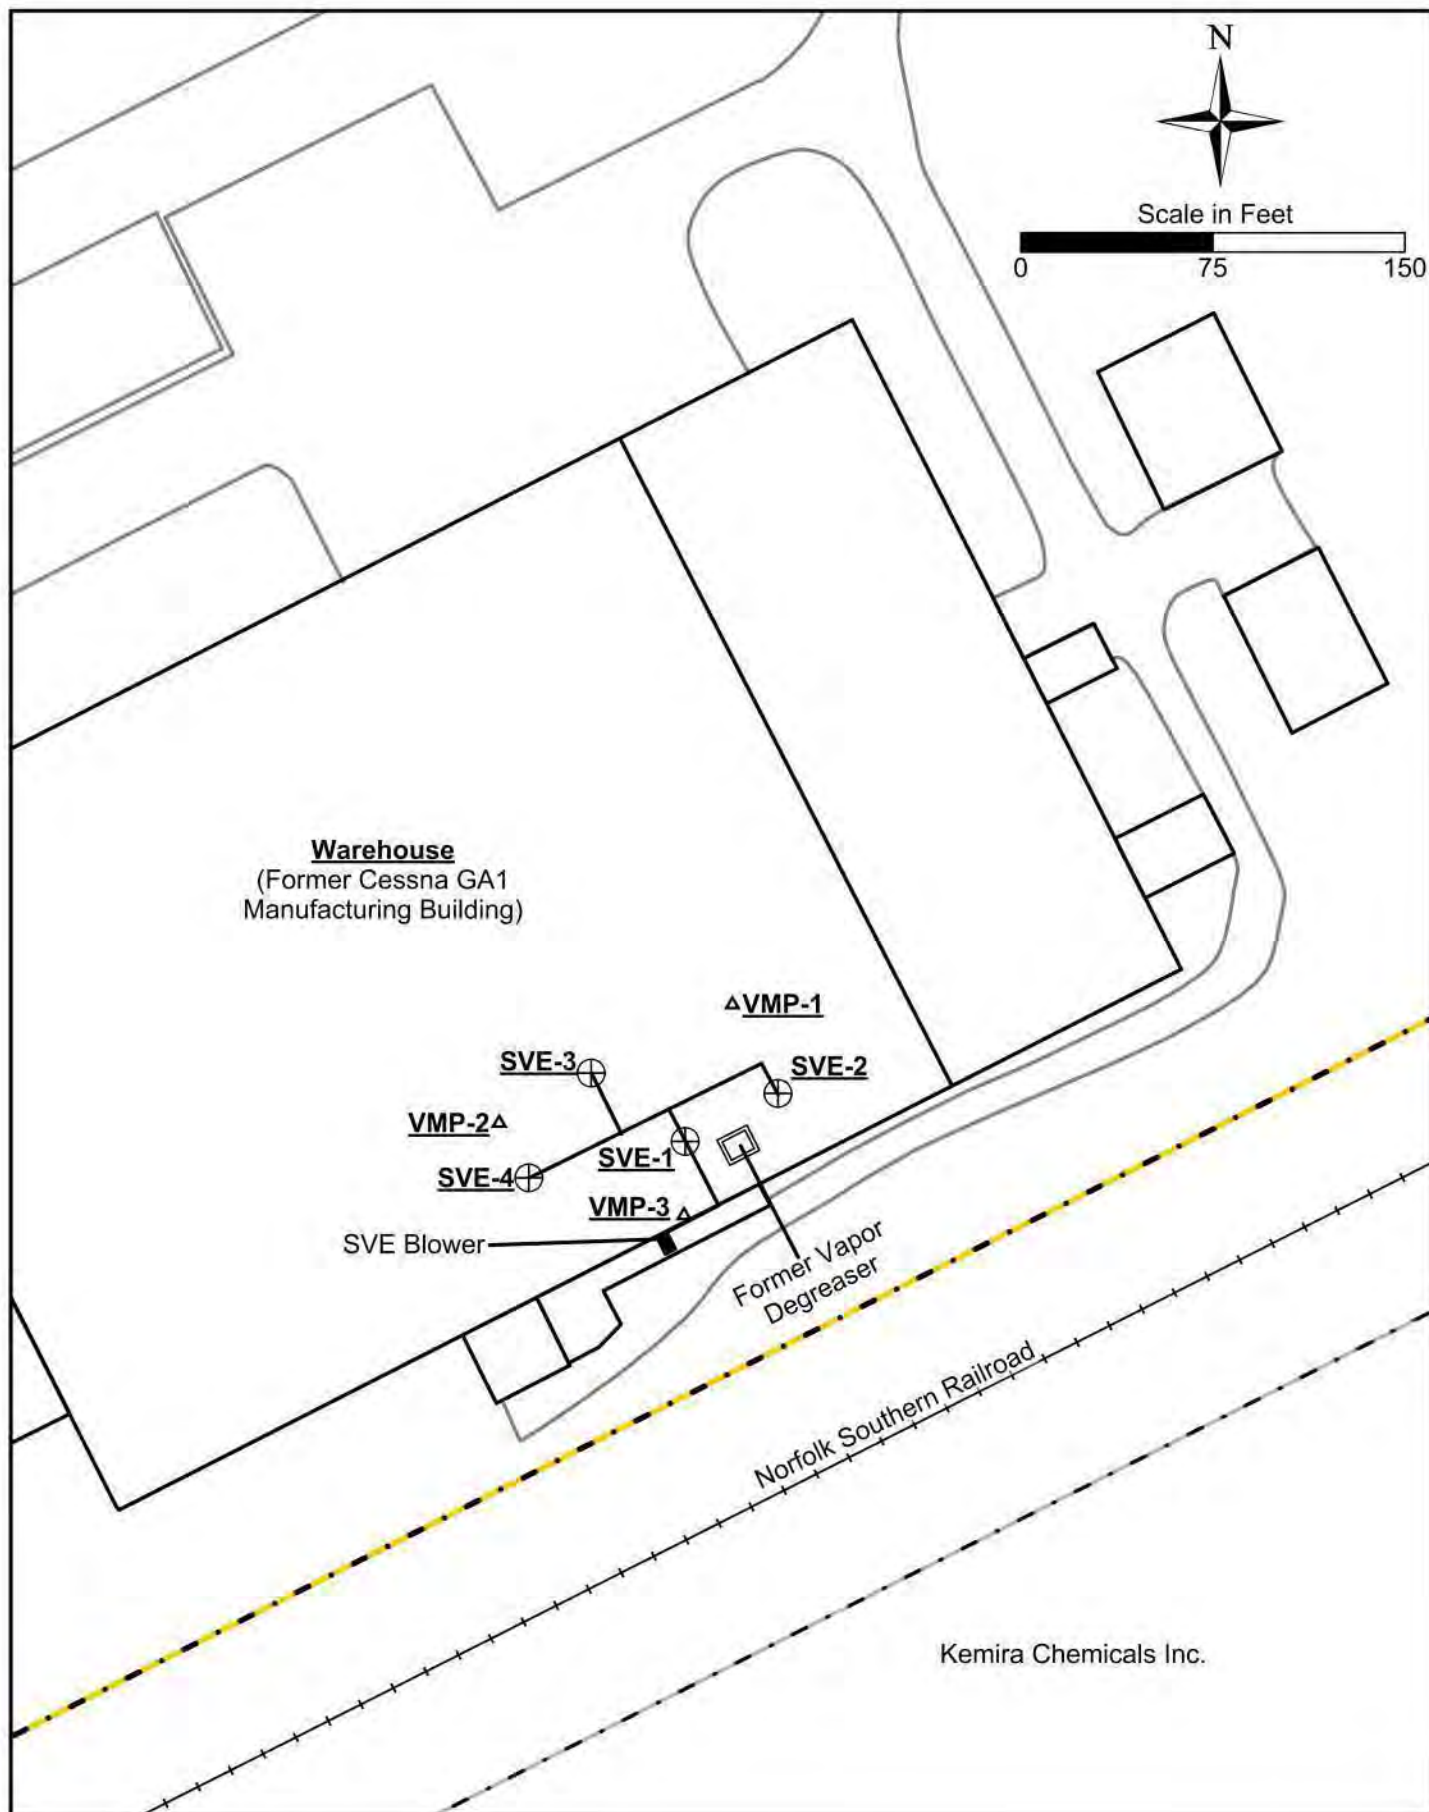 N
Scale in Feet
0 75 150
Warehouse
(Former Cessna GA1
Manufacturing Building)
VMP-1
SVE-3
SVE-2
VMP-2
SVE-1
SVE-4
VMP-3
SVE Blower
Former Vapor
Degreaser
Norfolk Southern Railroad
Kemira Chemicals Inc.